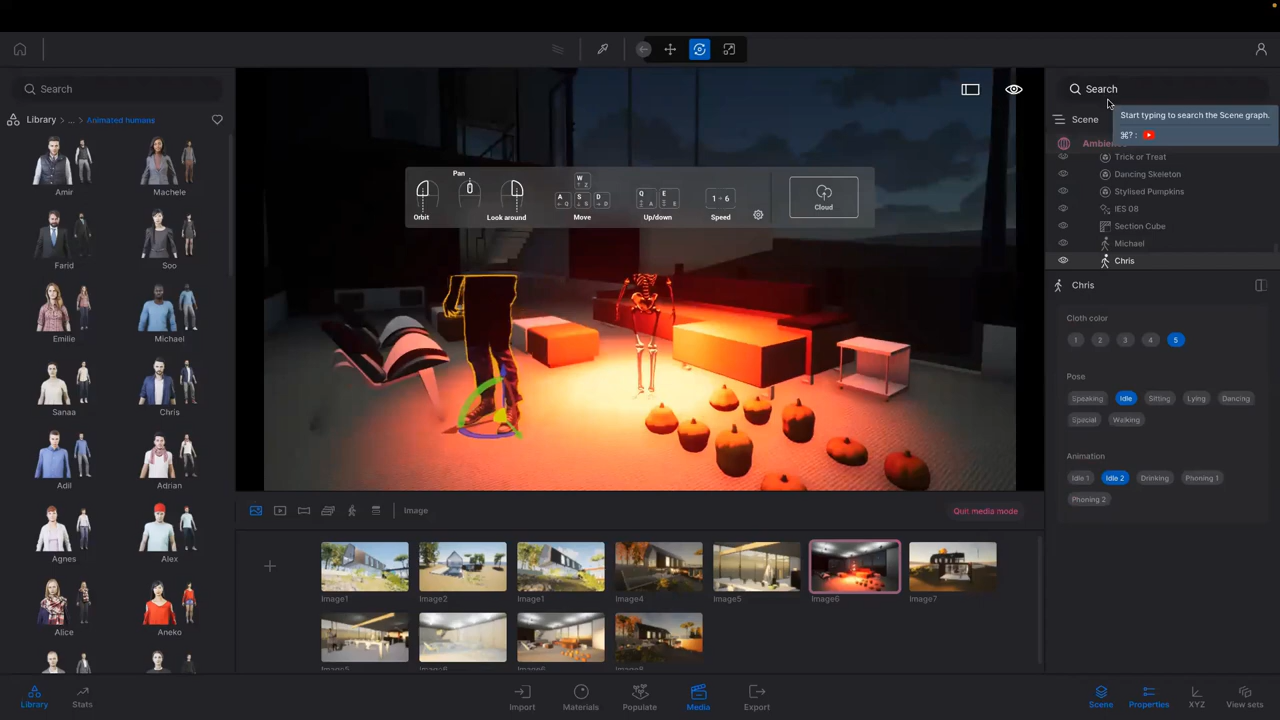 Search
Library > ... > Animated humans
Amir
Machele
Farid
Soo
Emilie
Michael
Sanaa
Chris
Adil
Adrian
Agnes
Alex
Alice
Aneko
Pan
Orbit
Look around
W
↑ Z
A
← Q
S
↓ S
D
→ D
Move
Q
E
Up/down
1 - 6
Speed
Cloud
Search
Start typing to search the Scene graph.
⌘? :
Scene
Trick or Treat
Dancing Skeleton
Stylised Pumpkins
IES 08
Section Cube
Michael
Chris
Chris
Cloth color
1 2 3 4 5
Pose
Speaking Idle Sitting Lying Dancing
Special Walking
Animation
Idle 1 Idle 2 Drinking Phoning 1
Phoning 2
Image
Quit media mode
+
Image1 Image2 Image1 Image4 Image5 Image6 Image7
Library
Stats
Import
Materials
Populate
Media
Export
Scene
Properties
XYZ
View sets